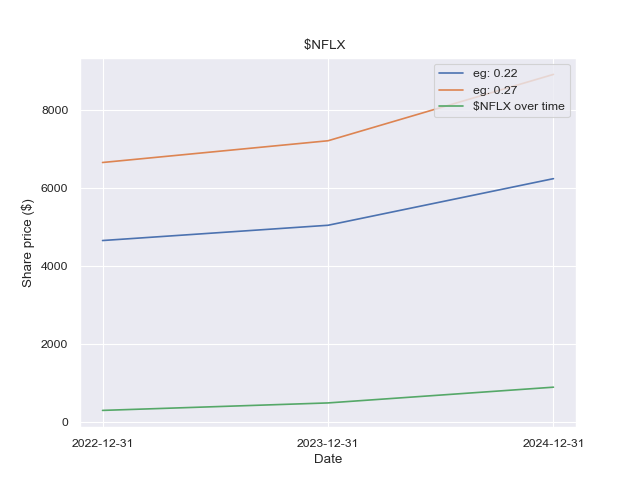 $NFLX
eg: 0.22
eg: 0.27
$NFLX over time
Share price ($)
8000
6000
4000
2000
0
2022-12-31
2023-12-31
2024-12-31
Date